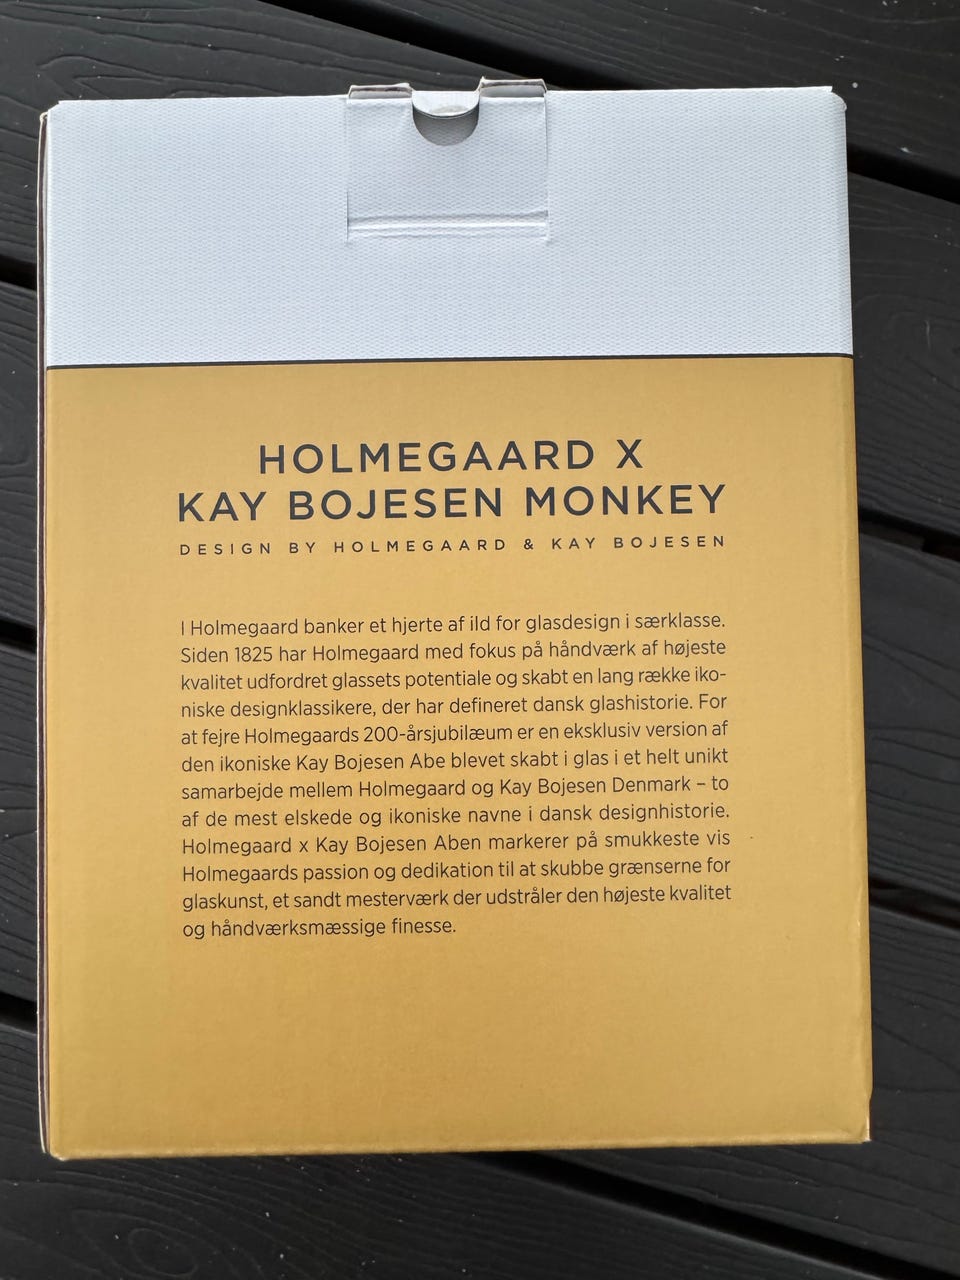 HOLMEGAARD X
KAY BOJESEN MONKEY
DESIGN BY HOLMEGAARD & KAY BOJESEN
I Holmegaard banker et hjerte af ild for glasdesign i særklasse.
Siden 1825 har Holmegaard med fokus på håndværk af højeste
kvalitet udfordret glassets potentiale og skabt en lang række iko-
niske designklassikere, der har defineret dansk glashistorie. For
at fejre Holmegaards 200-årsjubilæum er en eksklusiv version af
den ikoniske Kay Bojesen Abe blevet skabt i glas i et helt unikt
samarbejde mellem Holmegaard og Kay Bojesen Denmark – to
af de mest elskede og ikoniske navne i dansk designhistorie.
Holmegaard x Kay Bojesen Aben markerer på smukkeste vis
Holmegaards passion og dedikation til at skubbe grænserne for
glaskunst, et sandt mesterværk der udstråler den højeste kvalitet
og håndværksmæssige finesse.